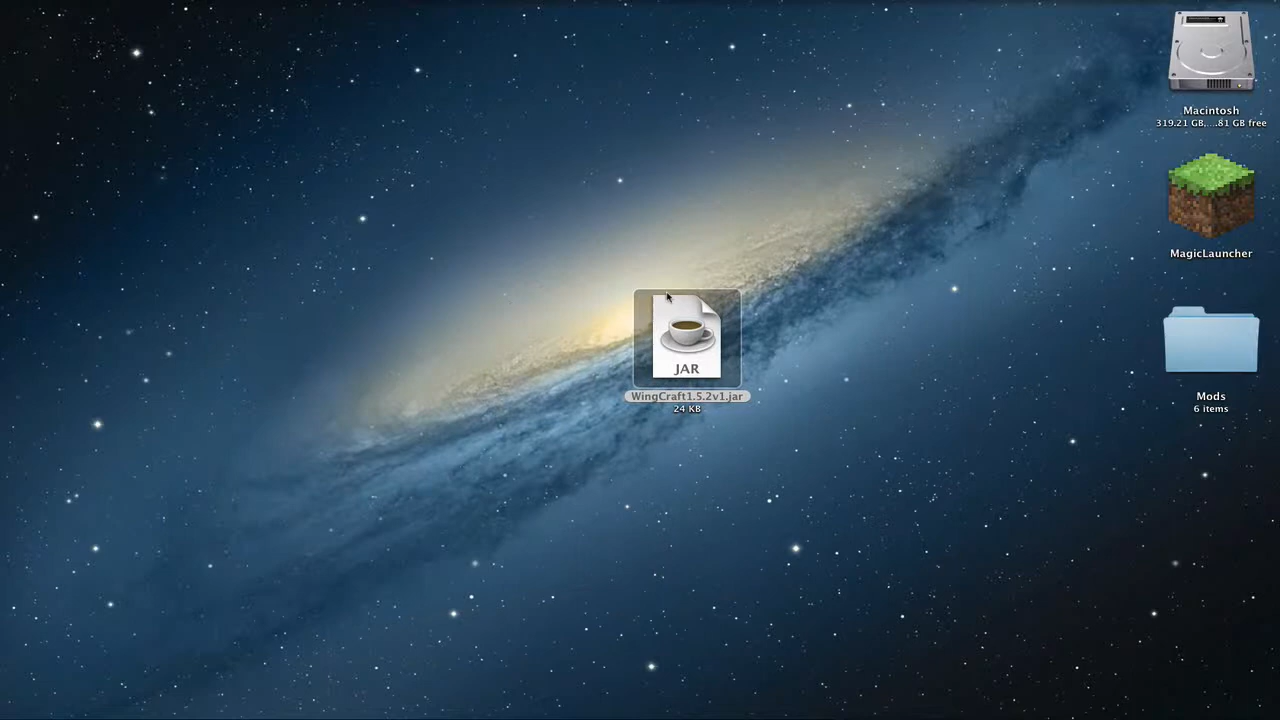 Macintosh
319.21 GB,....81 GB free
MagicLauncher
JAR
WingCraft1.5.2v1.jar
24 KB
Mods
6 items